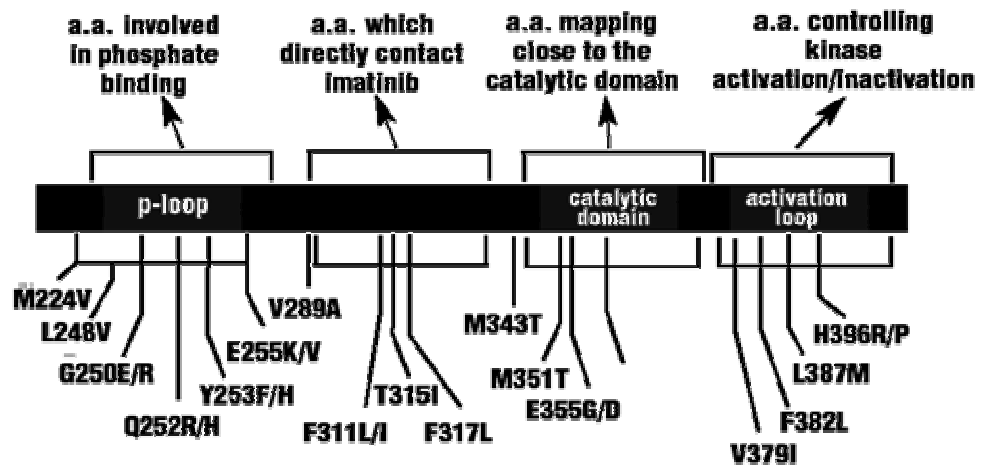 a.a. involved
in phosphate
binding
a.a. which
directly contact
imatinib
a.a. mapping
close to the
catalytic domain
a.a. controlling
kinase
activation/inactivation
p-loop
catalytic
domain
activation
loop
M224V
L248V
G250E/R
Q252R/H
Y253F/H
E255K/V
V289A
F311L/I
T315I
F317L
M343T
M351T
E355G/D
V379I
F382L
L387M
H396R/P